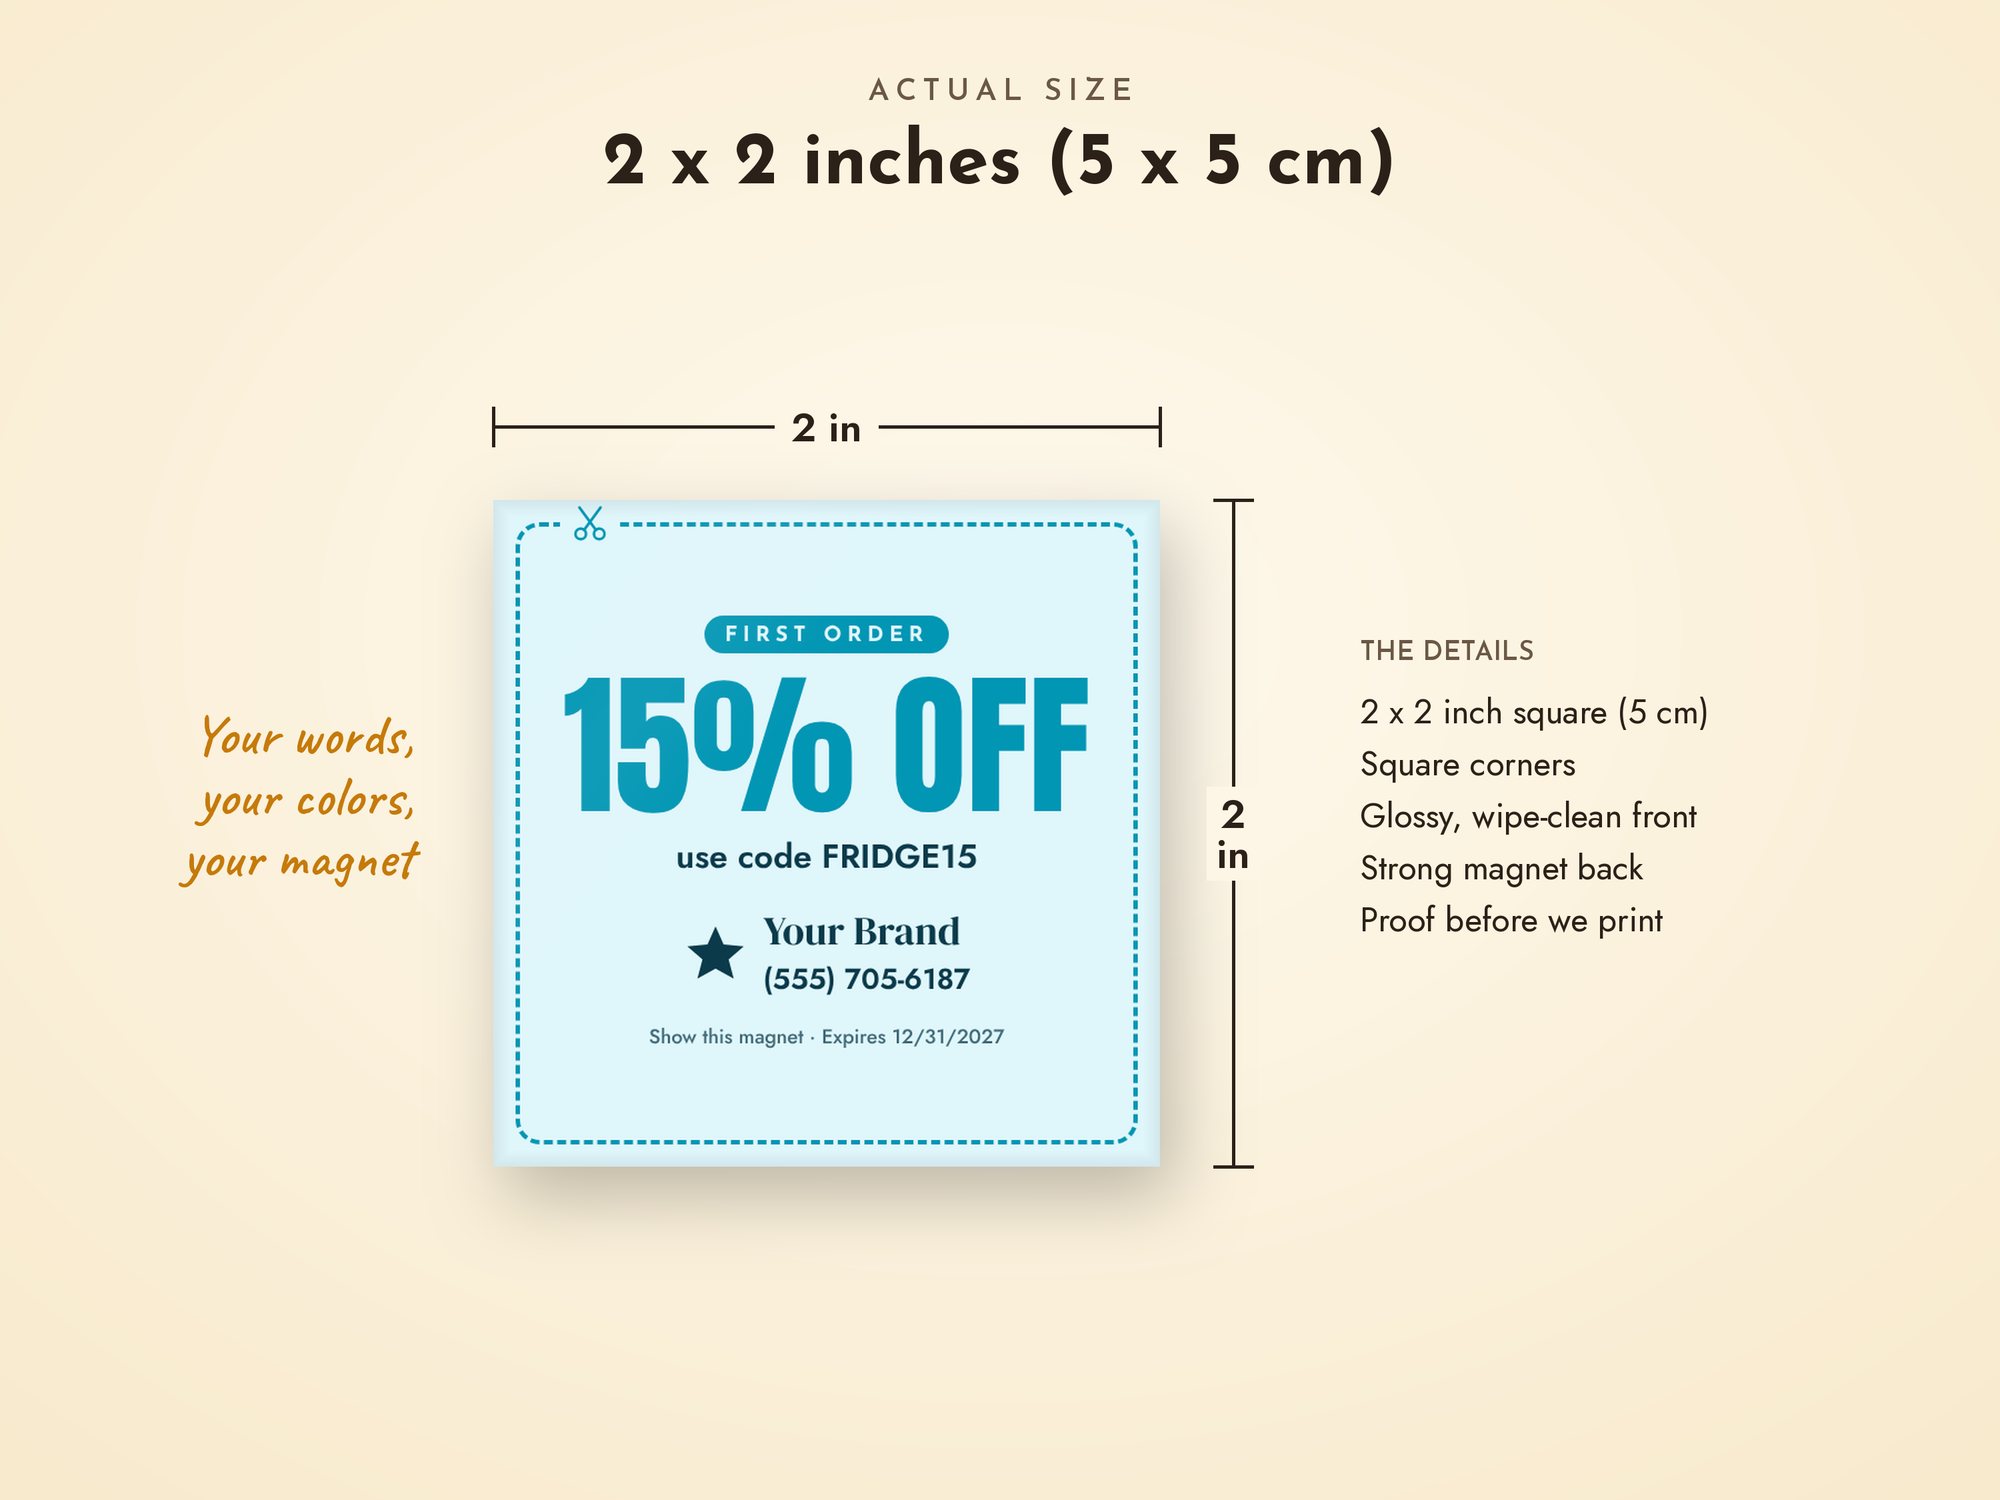 ACTUAL SIZE
2 x 2 inches (5 x 5 cm)
2 in
FIRST ORDER
15% OFF
use code FRIDGE15
Your Brand
(555) 705-6187
Show this magnet · Expires 12/31/2027
2
in
Your words,
your colors,
your magnet
THE DETAILS
2 x 2 inch square (5 cm)
Square corners
Glossy, wipe-clean front
Strong magnet back
Proof before we print